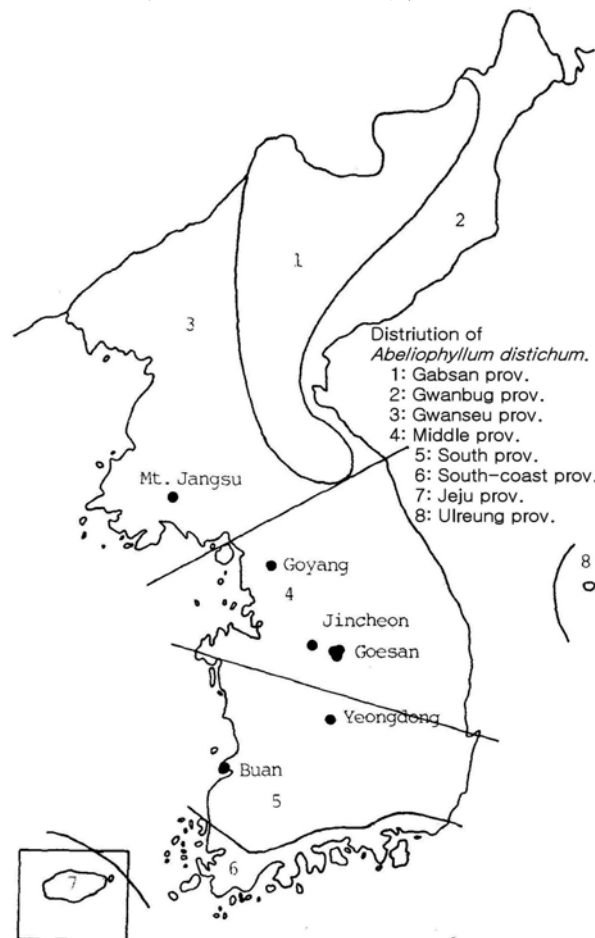 1
2
3
Distriution of
Abeliophyllum distichum.
1: Gabsan prov.
2: Gwanbug prov.
3: Gwanseu prov.
4: Middle prov.
5: South prov.
6: South-coast prov.
7: Jeju prov.
8: Ulreung prov.
Mt. Jangsu
Goyang
8
4
Jincheon
Goesan
Yeongdong
Buan
5
6
7